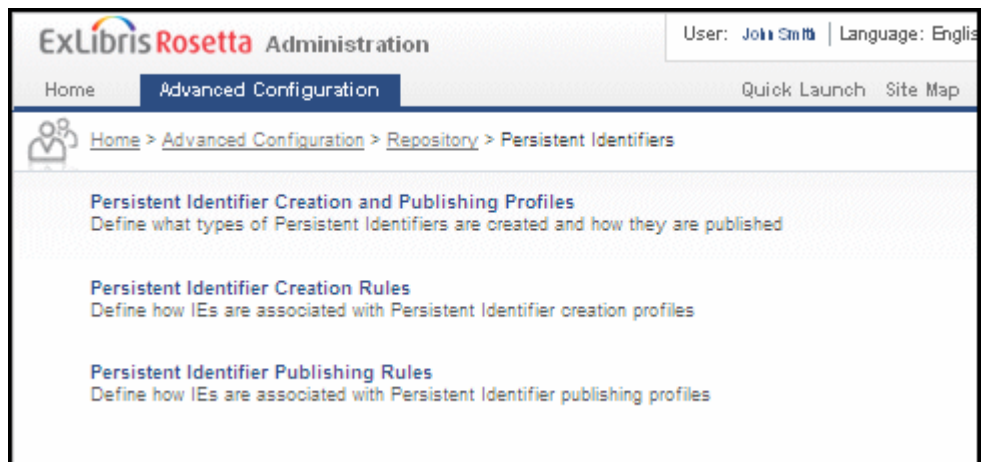 ExLibris Rosetta Administration
User: John Smith | Language: Englis
Home Advanced Configuration Quick Launch Site Map
Home > Advanced Configuration > Repository > Persistent Identifiers
Persistent Identifier Creation and Publishing Profiles
Define what types of Persistent Identifiers are created and how they are published
Persistent Identifier Creation Rules
Define how IEs are associated with Persistent Identifier creation profiles
Persistent Identifier Publishing Rules
Define how IEs are associated with Persistent Identifier publishing profiles